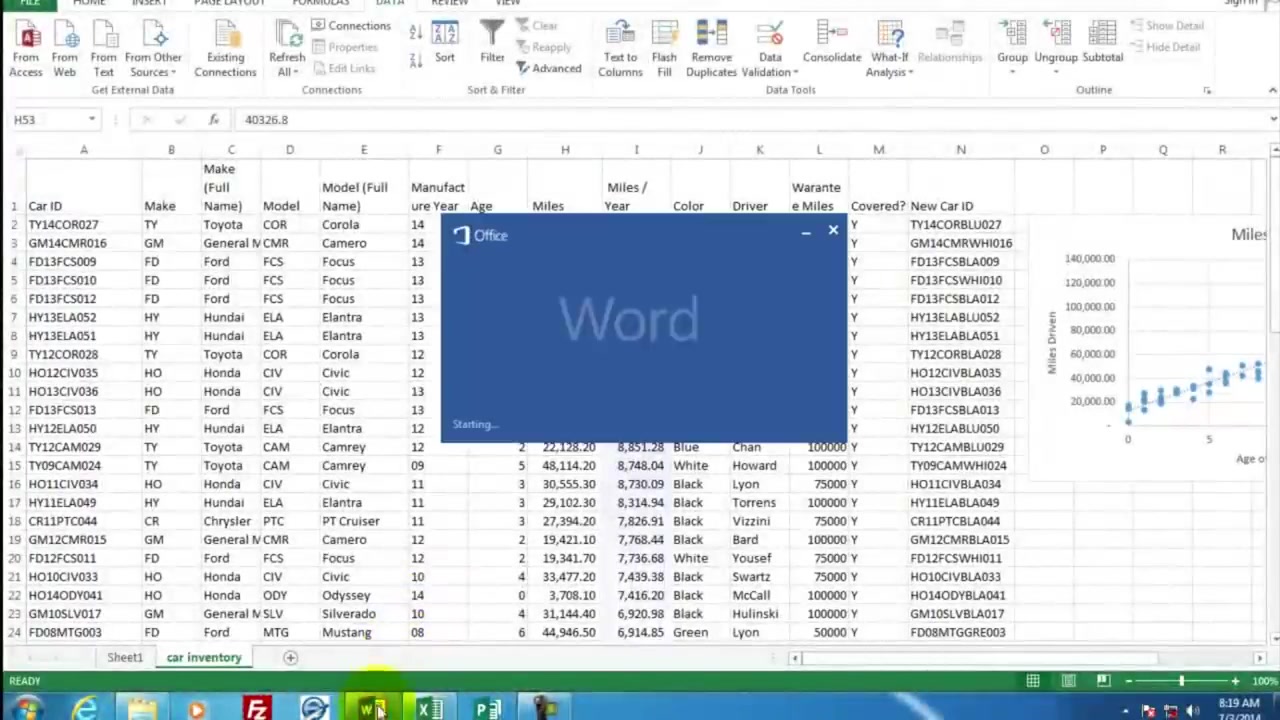 FILE HOME INSERT PAGE LAYOUT FORMULAS DATA REVIEW VIEW Sign in
From Access From Web From Text From Other Sources Existing Connections Refresh All Connections Properties Edit Links Sort Filter Clear Reapply Advanced Text to Columns Flash Fill Remove Duplicates Data Validation Consolidate What-If Analysis Relationships Group Ungroup Subtotal Show Detail Hide Detail
Get External Data Connections Sort & Filter Data Tools Outline
H53 fx 40326.8
A B C D E F G H I J K L M N O P Q R
1 Car ID Make Make (Full Name) Model Model (Full Name) Manufact ure Year Age Miles Miles / Year Color Driver Warante e Miles Covered? New Car ID
2 TY14COR027 TY Toyota COR Corola 14 Y TY14CORBLU027
3 GM14CMR016 GM General M CMR Camero 14 Y GM14CMRWHI016
4 FD13FCS009 FD Ford FCS Focus 13 Y FD13FCSBLA009
5 FD13FCS010 FD Ford FCS Focus 13 Y FD13FCSWHI010
6 FD13FCS012 FD Ford FCS Focus 13 Y FD13FCSBLA012
7 HY13ELA052 HY Hundai ELA Elantra 13 Y HY13ELABLU052
8 HY13ELA051 HY Hundai ELA Elantra 13 Y HY13ELABLA051
9 TY12COR028 TY Toyota COR Corola 12 Y TY12CORBLA028
10 HO12CIV035 HO Honda CIV Civic 12 Y HO12CIVBLA035
11 HO13CIV036 HO Honda CIV Civic 13 Y HO13CIVBLA036
12 FD13FCS013 FD Ford FCS Focus 13 Y FD13FCSBLA013
13 HY12ELA050 HY Hundai ELA Elantra 12 Y HY12ELABLU050
14 TY12CAM029 TY Toyota CAM Camrey 12 2 22,128.20 8,851.28 Blue Chan 100000 Y TY12CAMBLU029
15 TY09CAM024 TY Toyota CAM Camrey 09 5 48,114.20 8,748.04 White Howard 100000 Y TY09CAMWHI024
16 HO11CIV034 HO Honda CIV Civic 11 3 30,555.30 8,730.09 Black Lyon 75000 Y HO11CIVBLA034
17 HY11ELA049 HY Hundai ELA Elantra 11 3 29,102.30 8,314.94 Black Torrens 100000 Y HY11ELABLA049
18 CR11PTC044 CR Chrysler PTC PT Cruiser 11 3 27,394.20 7,826.91 Black Vizzini 75000 Y CR11PTCBLA044
19 GM12CMR015 GM General M CMR Camero 12 2 19,421.10 7,768.44 Black Bard 100000 Y GM12CMRBLA015
20 FD12FCS011 FD Ford FCS Focus 12 2 19,341.70 7,736.68 White Yousef 75000 Y FD12FCSWHI011
21 HO10CIV033 HO Honda CIV Civic 10 4 33,477.20 7,439.38 Black Swartz 75000 Y HO10CIVBLA033
22 HO14ODY041 HO Honda ODY Odyssey 14 0 3,708.10 7,416.20 Black McCall 100000 Y HO14ODYBLA041
23 GM10SLV017 GM General M SLV Silverado 10 4 31,144.40 6,920.98 Black Hulinski 100000 Y GM10SLVBLA017
24 FD08MTG003 FD Ford MTG Mustang 08 6 44,946.50 6,914.85 Green Lyon 50000 Y FD08MTGGRE003
Office
Word
Starting...
Miles
140,000.00
120,000.00
100,000.00
80,000.00
60,000.00
40,000.00
20,000.00
-
0 5
Miles Driven
Age of
Sheet1 car inventory
READY 100%
8:19 AM
7/3/2014